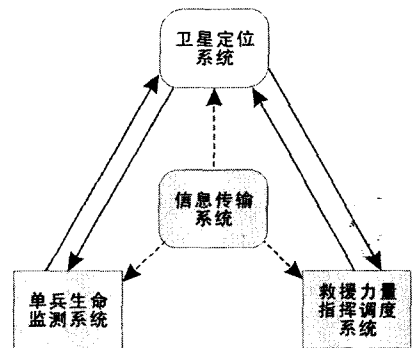 卫星定位
系统
信息传输
系统
单兵生命
监测系统
救援力量
指挥调度
系统